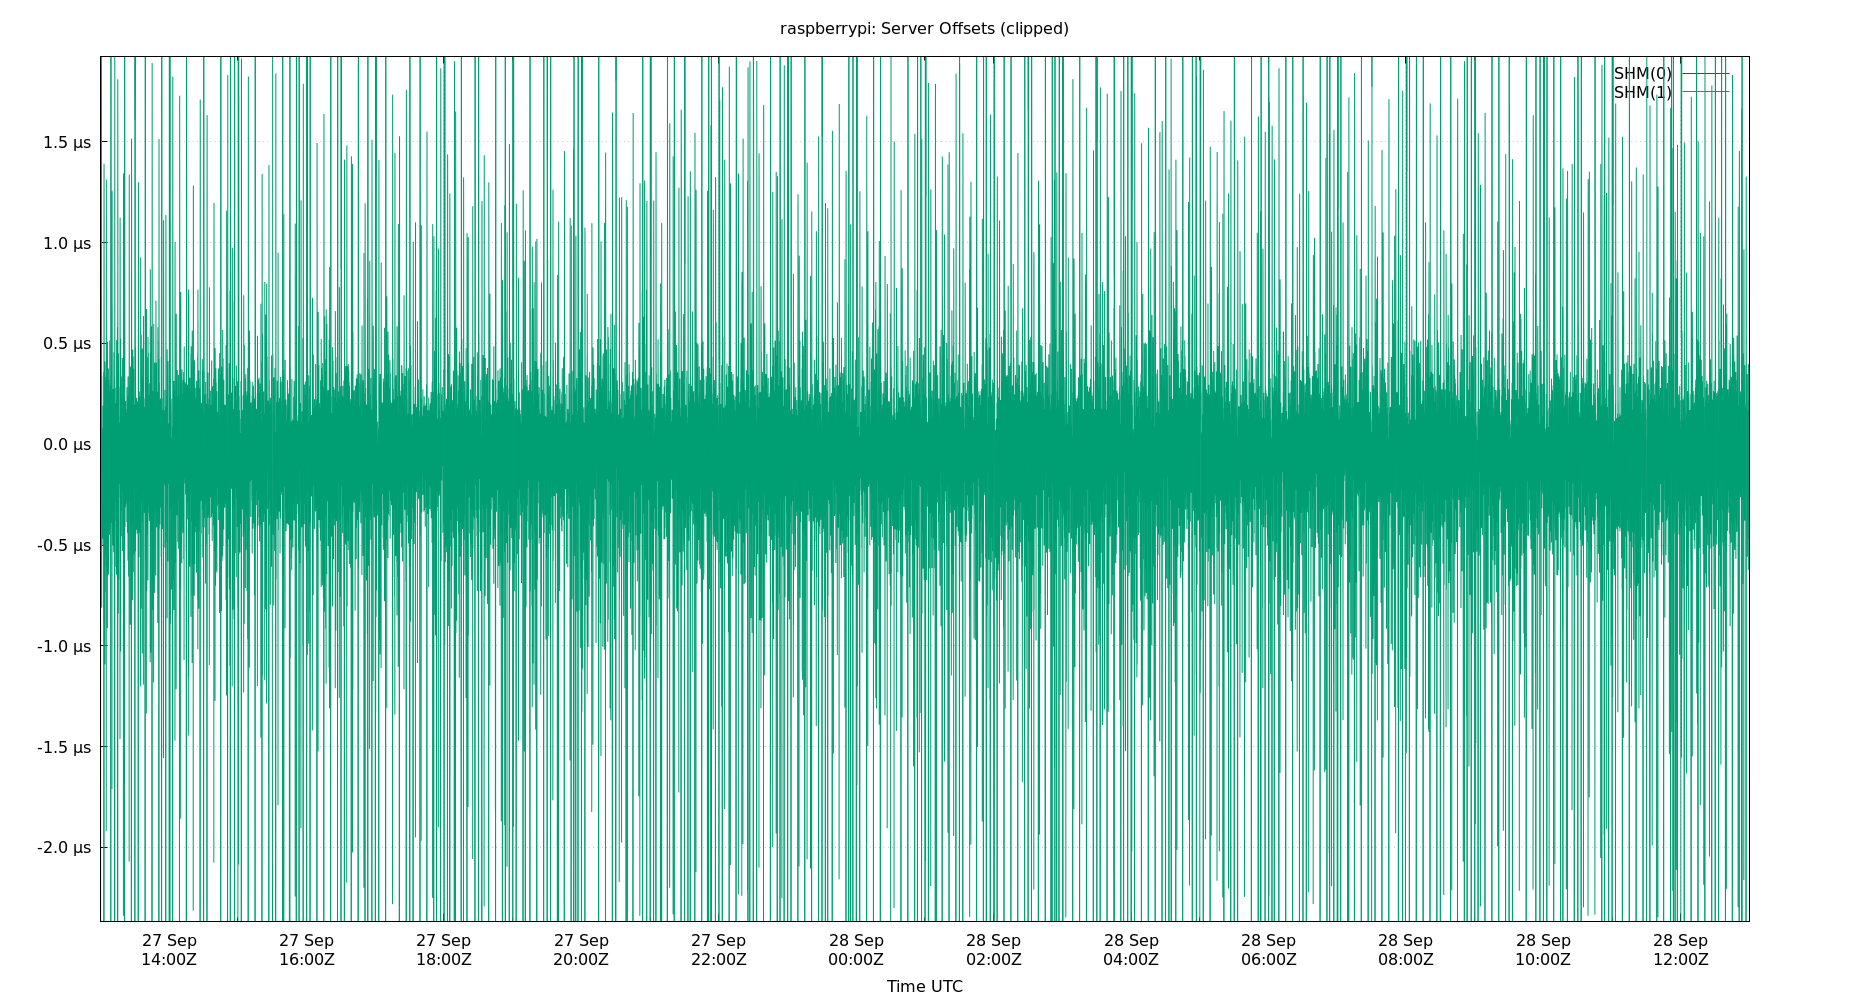 raspberrypi: Server Offsets (clipped)
SHM(0)
SHM(1)
1.5 µs
1.0 µs
0.5 µs
0.0 µs
-0.5 µs
-1.0 µs
-1.5 µs
-2.0 µs
27 Sep 27 Sep 27 Sep 27 Sep 27 Sep 28 Sep 28 Sep 28 Sep 28 Sep 28 Sep 28 Sep 28 Sep
14:00Z 16:00Z 18:00Z 20:00Z 22:00Z 00:00Z 02:00Z 04:00Z 06:00Z 08:00Z 10:00Z 12:00Z
Time UTC